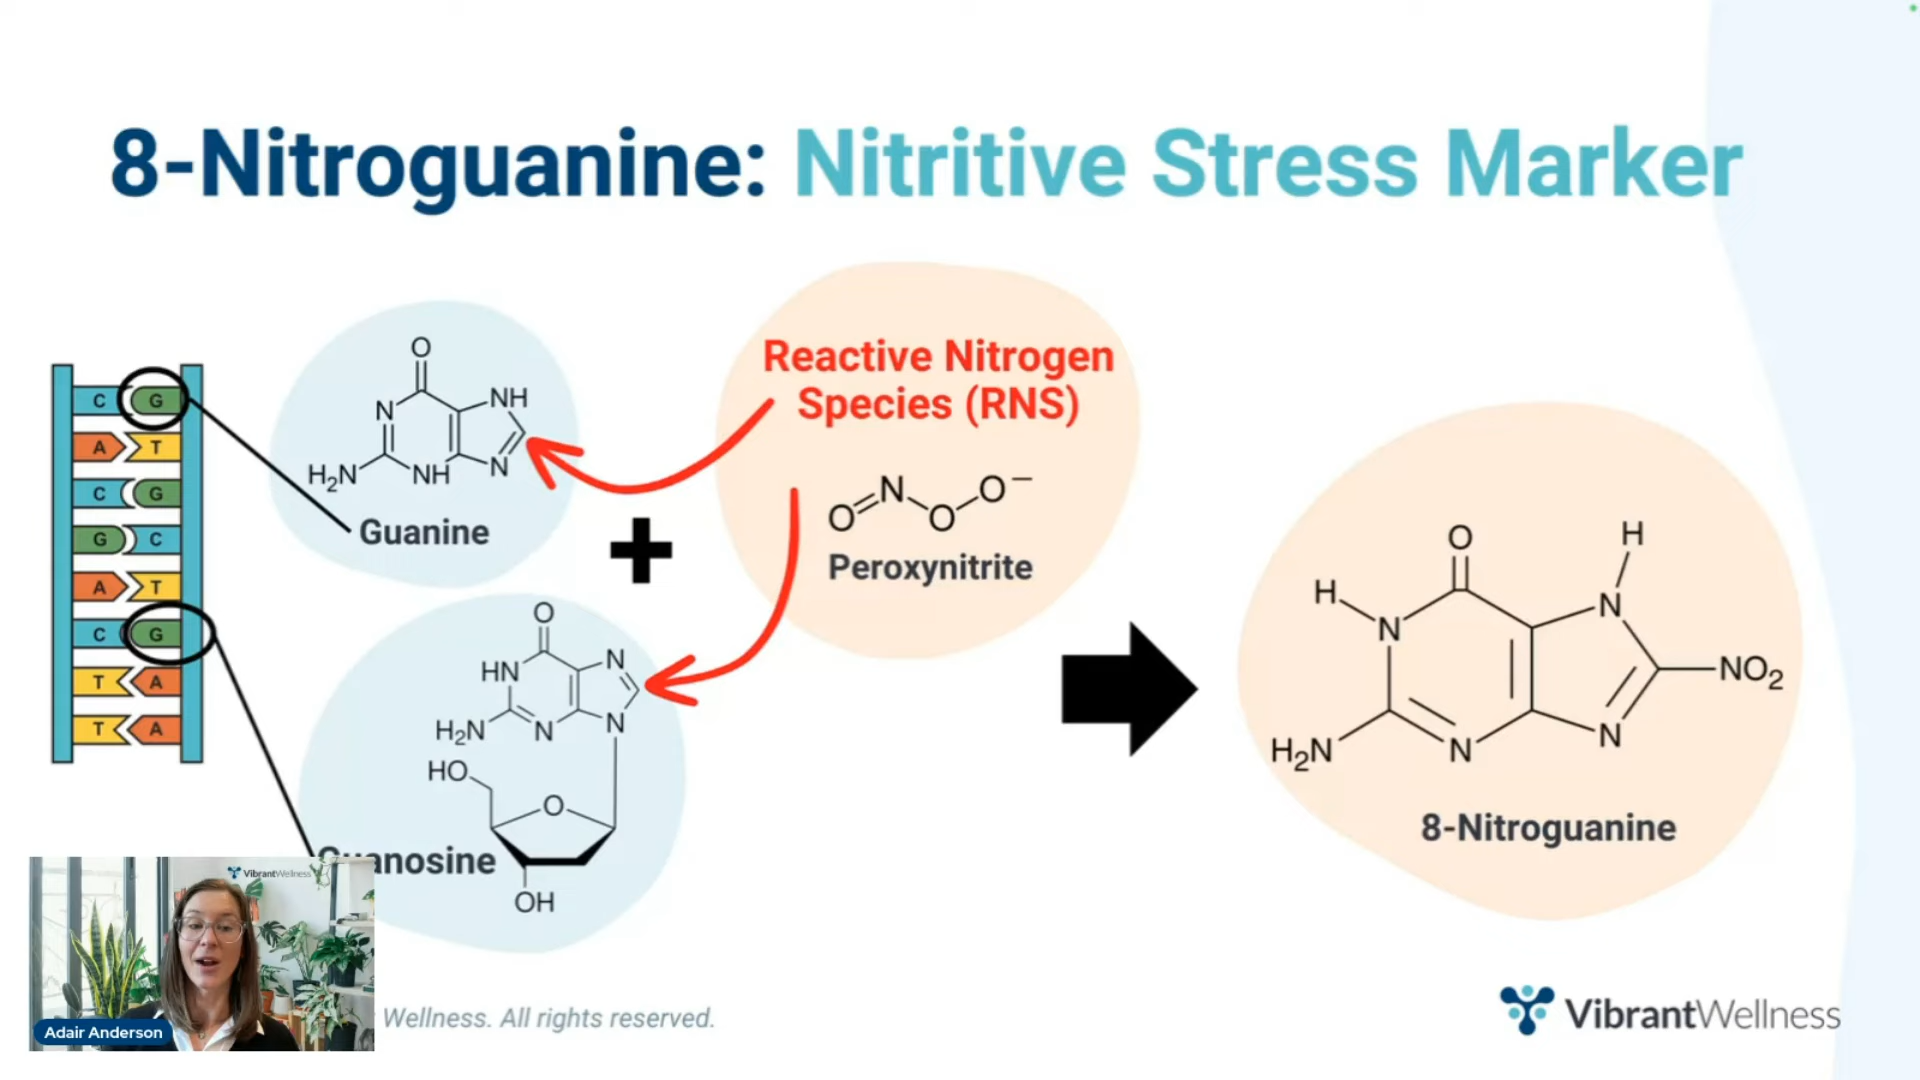 8-Nitroguanine: Nitritive Stress Marker
C G
A T
C G
G C
A T
C G
T A
T A
O
N
NH
H2N
NH
N
Guanine
Reactive Nitrogen
Species (RNS)
O N O O−
Peroxynitrite
+
O
HN
N
H2N
N
N
HO
O
OH
anosine
O
H
H
N
N
NO2
H2N
N
N
8-Nitroguanine
VibrantWellness
Adair Anderson
Wellness. All rights reserved.
VibrantWellness